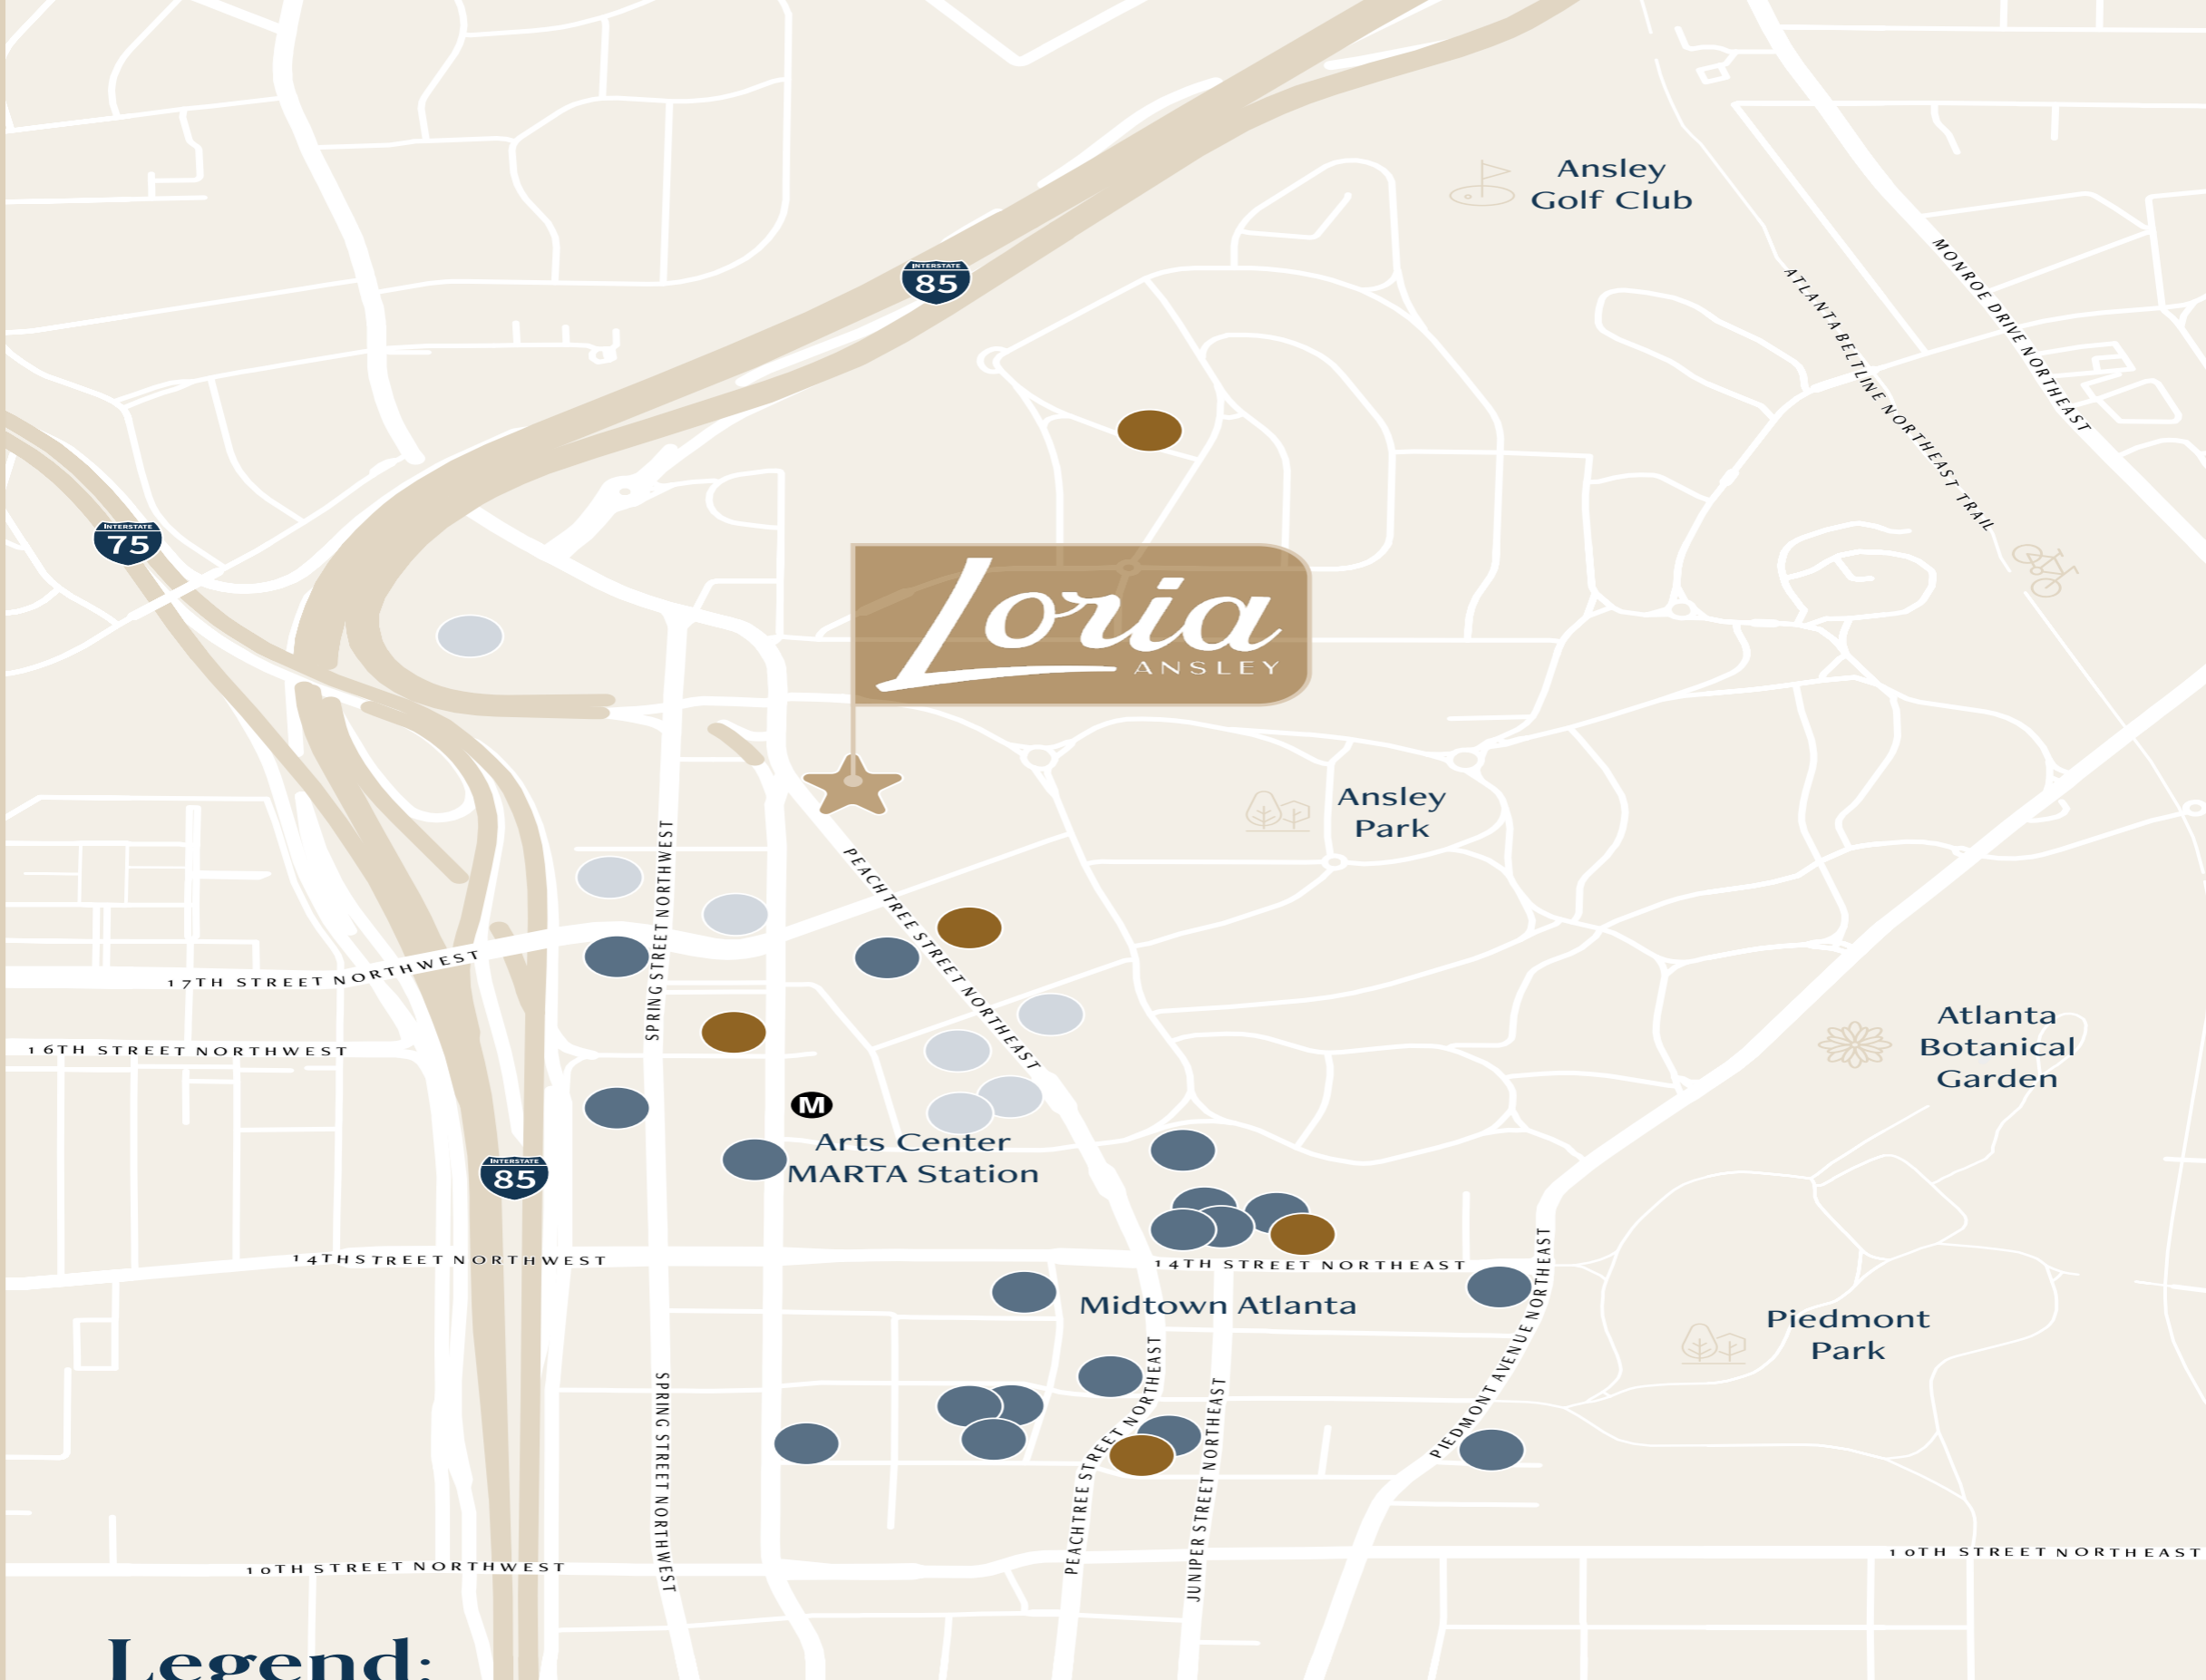 Ansley
Golf Club
INTERSTATE
85
MONROE DRIVE NORTHEAST
ATLANTA BELTLINE NORTHEAST TRAIL
INTERSTATE
75
Loria
ANSLEY
Ansley
Park
PEACHTREE STREET NORTHEAST
SPRING STREET NORTHWEST
17TH STREET NORTHWEST
16TH STREET NORTHWEST
Atlanta
Botanical
Garden
M
Arts Center
MARTA Station
INTERSTATE
85
14TH STREET NORTHWEST
14TH STREET NORTHEAST
Midtown Atlanta
PIEDMONT AVENUE NORTHEAST
Piedmont
Park
SPRING STREET NORTHWEST
PEACHTREE STREET NORTHEAST
JUNIPER STREET NORTHEAST
10TH STREET NORTHWEST
10TH STREET NORTHEAST
Legend: